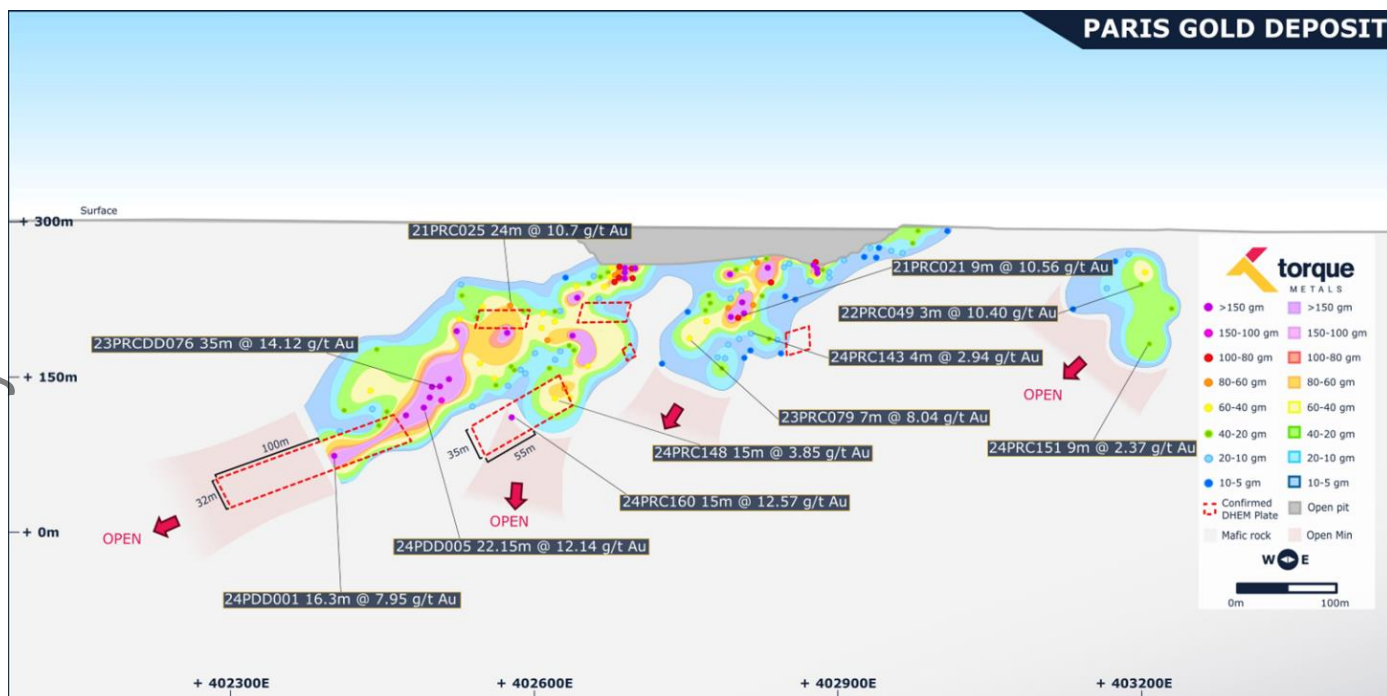 PARIS GOLD DEPOSIT
Surface
+ 300m
21PRC025 24m @ 10.7 g/t Au
21PRC021 9m @ 10.56 g/t Au
22PRC049 3m @ 10.40 g/t Au
23PRCDD076 35m @ 14.12 g/t Au
24PRC143 4m @ 2.94 g/t Au
+ 150m
OPEN
23PRC079 7m @ 8.04 g/t Au
24PRC151 9m @ 2.37 g/t Au
100m
35m
55m
24PRC148 15m @ 3.85 g/t Au
32m
24PRC160 15m @ 12.57 g/t Au
+ 0m
OPEN
OPEN
24PDD005 22.15m @ 12.14 g/t Au
24PDD001 16.3m @ 7.95 g/t Au
+ 402300E
+ 402600E
+ 402900E
+ 403200E
torque
METALS
>150 gm >150 gm
150-100 gm 150-100 gm
100-80 gm 100-80 gm
80-60 gm 80-60 gm
60-40 gm 60-40 gm
40-20 gm 40-20 gm
20-10 gm 20-10 gm
10-5 gm 10-5 gm
Confirmed DHEM Plate Open pit
Mafic rock Open Min
W E
0m 100m